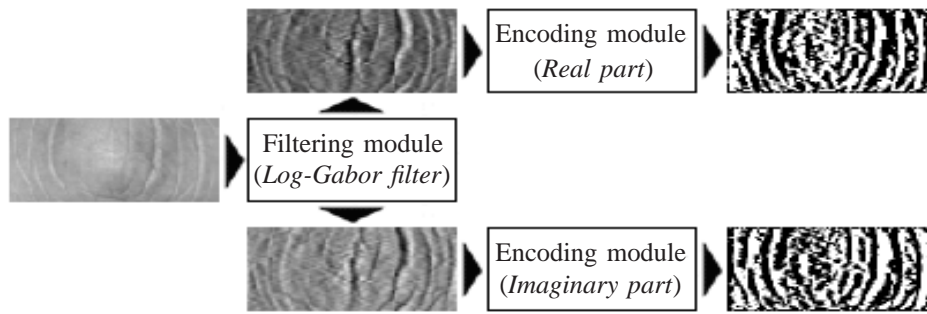 Encoding module
(Real part)
Filtering module
(Log-Gabor filter)
Encoding module
(Imaginary part)